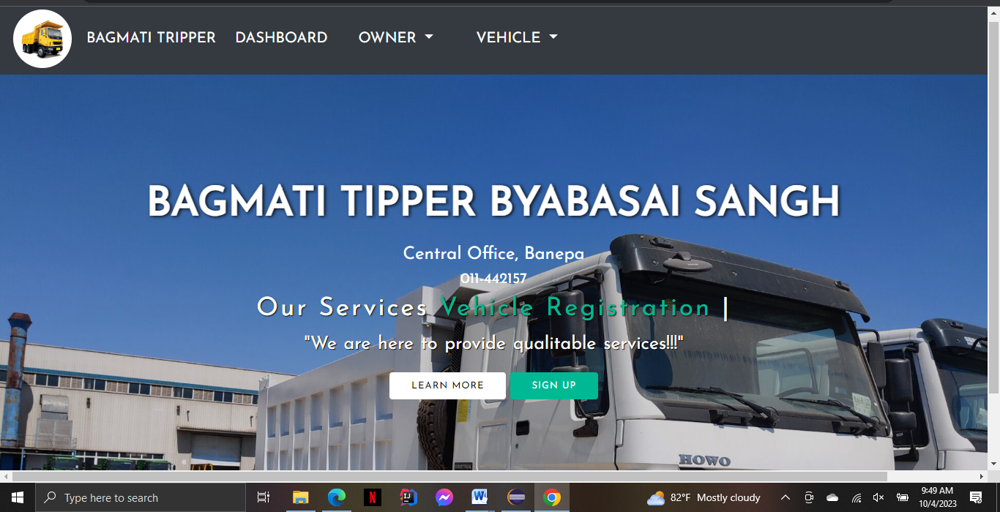 BAGMATI TRIPPER DASHBOARD OWNER VEHICLE
BAGMATI TIPPER BYABASAI SANGH
Central Office, Banepa
011-442157
Our Services Vehicle Registration |
"We are here to provide qualitable services!!!"
LEARN MORE SIGN UP
HOWO
Type here to search
82°F Mostly cloudy
9:49 AM
10/4/2023